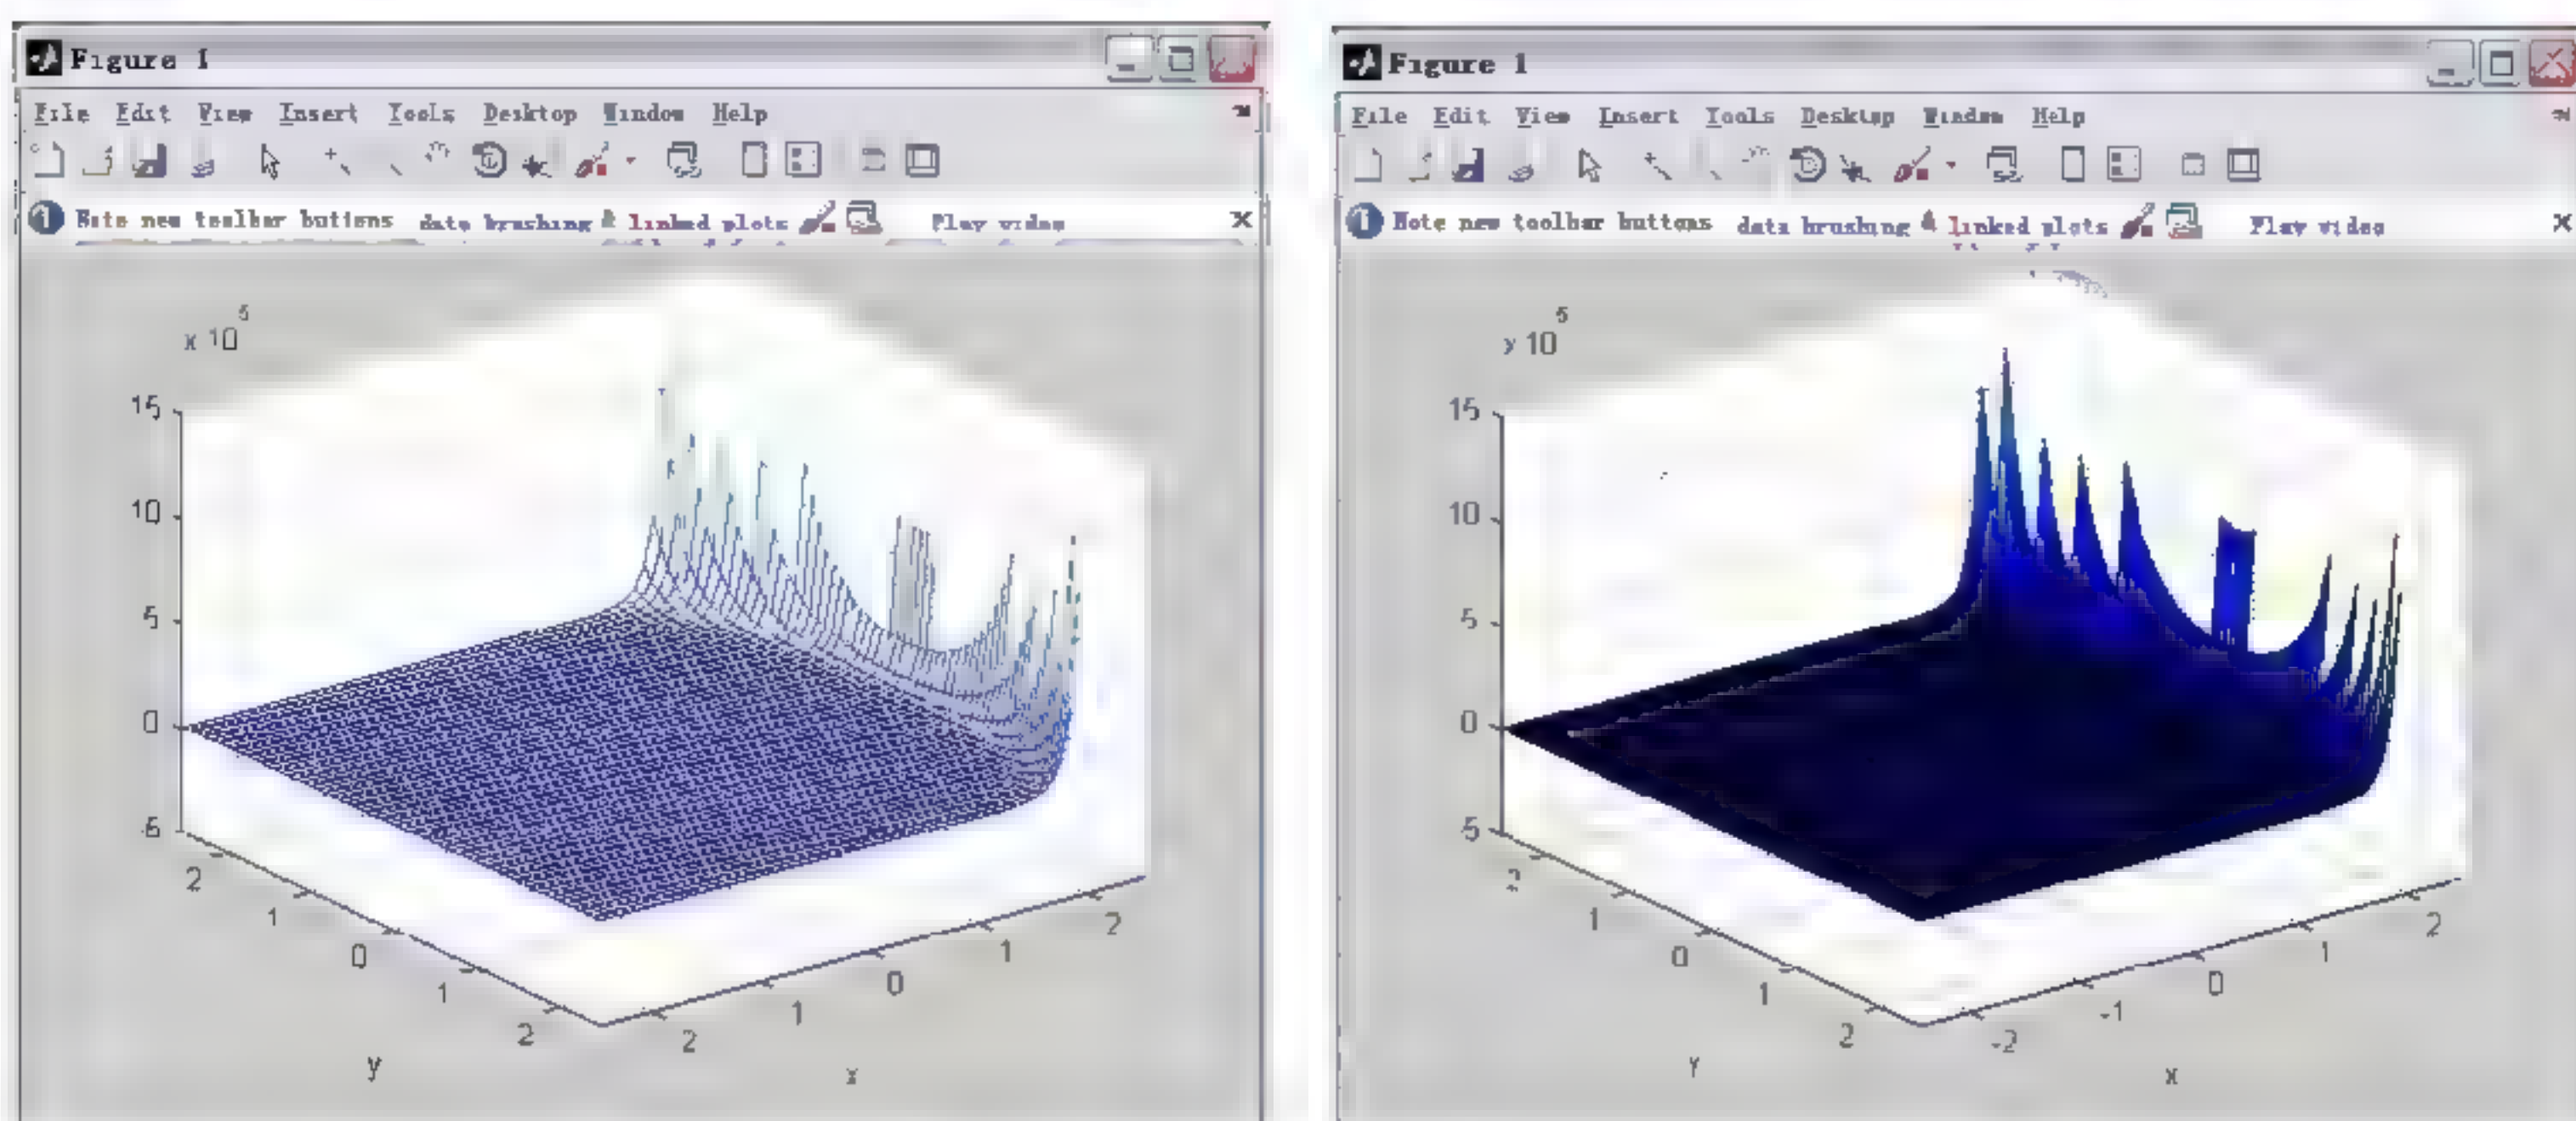 Figure 1
File Edit View Insert Tools Desktop Window Help
Note new toolbar buttons data brushing & linked plots Play video
x 10 5
15
10
5
0
5
2
1
0
1
2
y
2
1
0
1
2
x
Figure 1
File Edit View Insert Tools Desktop Window Help
Note new toolbar buttons data brushing & linked plots Play video
10 5
15
10
5
0
5
2
1
0
1
2
Y
-2
-1
0
1
2
x